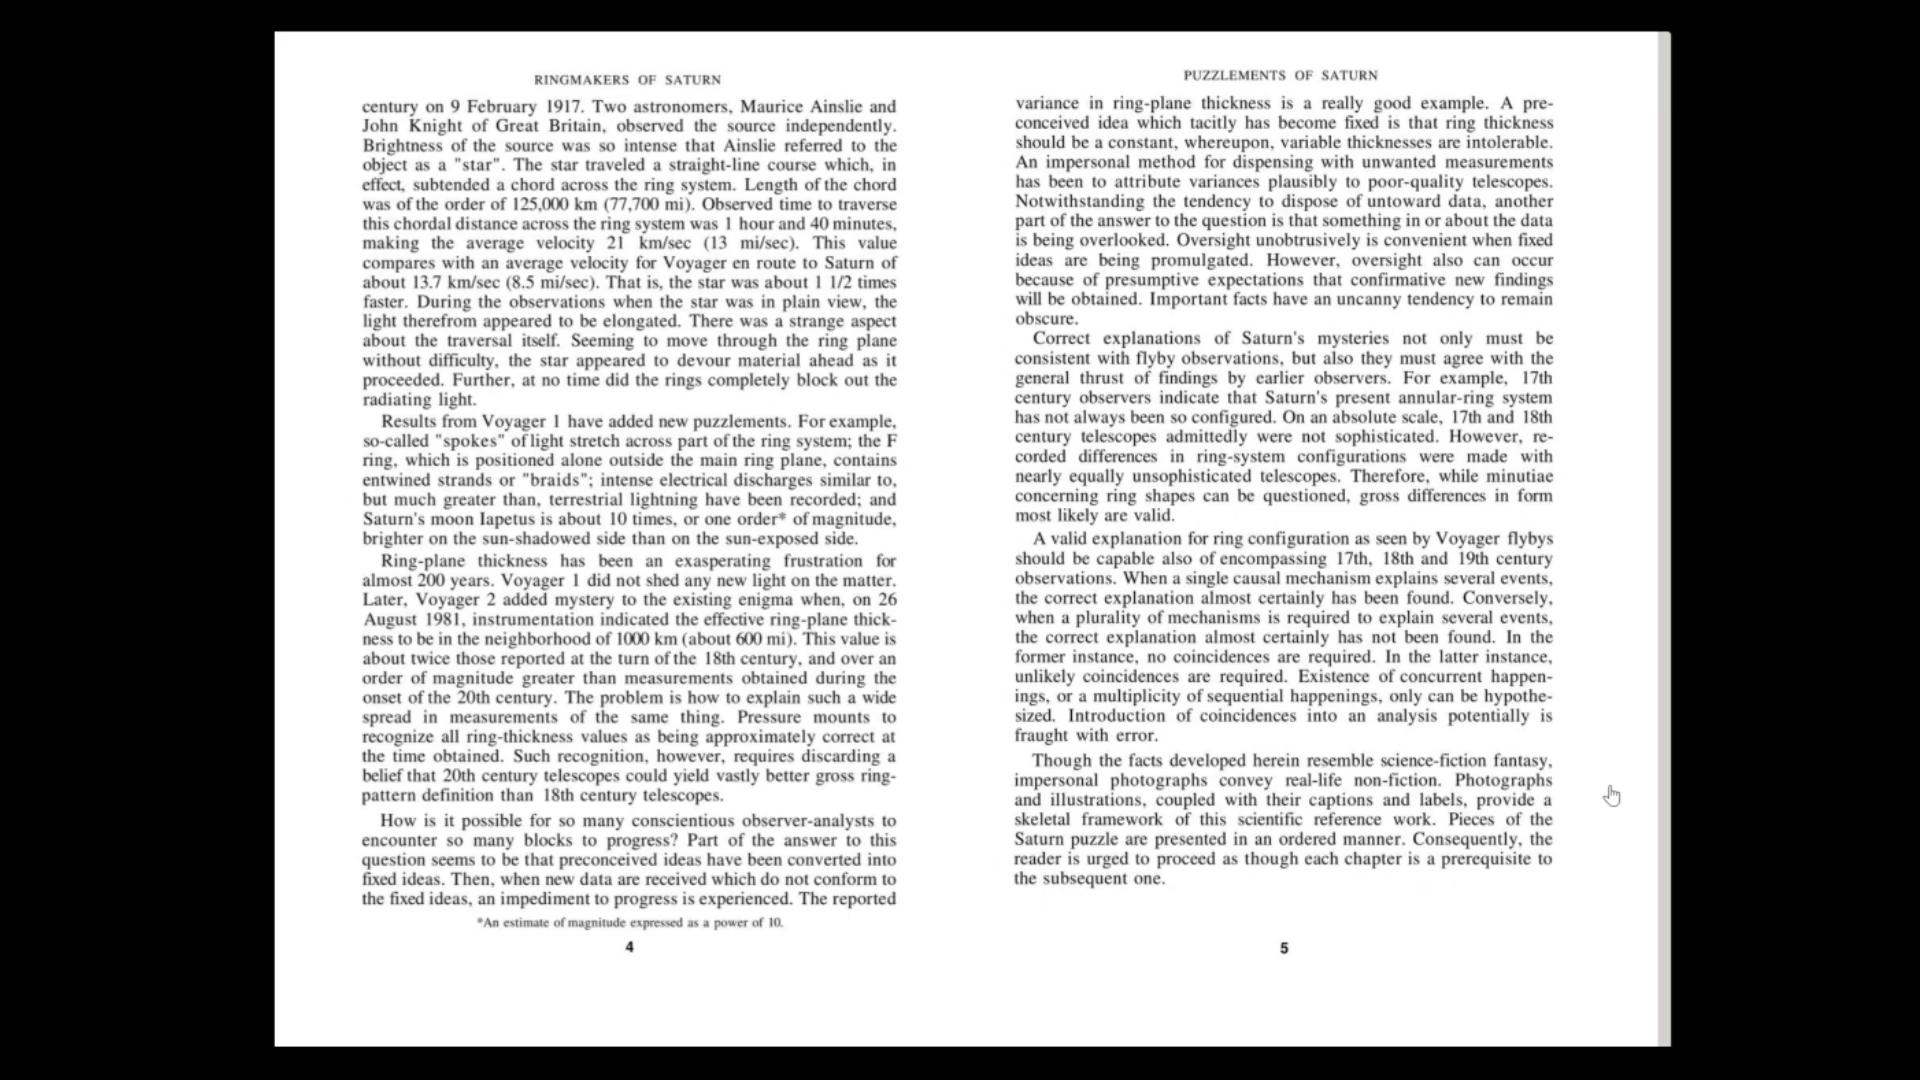 RINGMAKERS OF SATURN
century on 9 February 1917. Two astronomers, Maurice Ainslie and
John Knight of Great Britain, observed the source independently.
Brightness of the source was so intense that Ainslie referred to the
object as a "star". The star traveled a straight-line course which, in
effect, subtended a chord across the ring system. Length of the chord
was of the order of 125,000 km (77,700 mi). Observed time to traverse
this chordal distance across the ring system was 1 hour and 40 minutes,
making the average velocity 21 km/sec (13 mi/sec). This value
compares with an average velocity for Voyager en route to Saturn of
about 13.7 km/sec (8.5 mi/sec). That is, the star was about 1 1/2 times
faster. During the observations when the star was in plain view, the
light therefrom appeared to be elongated. There was a strange aspect
about the traversal itself. Seeming to move through the ring plane
without difficulty, the star appeared to devour material ahead as it
proceeded. Further, at no time did the rings completely block out the
radiating light.
Results from Voyager 1 have added new puzzlements. For example,
so-called "spokes" of light stretch across part of the ring system; the F
ring, which is positioned alone outside the main ring plane, contains
entwined strands or "braids"; intense electrical discharges similar to,
but much greater than, terrestrial lightning have been recorded; and
Saturn's moon Iapetus is about 10 times, or one order* of magnitude,
brighter on the sun-shadowed side than on the sun-exposed side.
Ring-plane thickness has been an exasperating frustration for
almost 200 years. Voyager 1 did not shed any new light on the matter.
Later, Voyager 2 added mystery to the existing enigma when, on 26
August 1981, instrumentation indicated the effective ring-plane thick-
ness to be in the neighborhood of 1000 km (about 600 mi). This value is
about twice those reported at the turn of the 18th century, and over an
order of magnitude greater than measurements obtained during the
onset of the 20th century. The problem is how to explain such a wide
spread in measurements of the same thing. Pressure mounts to
recognize all ring-thickness values as being approximately correct at
the time obtained. Such recognition, however, requires discarding a
belief that 20th century telescopes could yield vastly better gross ring-
pattern definition than 18th century telescopes.
How is it possible for so many conscientious observer-analysts to
encounter so many blocks to progress? Part of the answer to this
question seems to be that preconceived ideas have been converted into
fixed ideas. Then, when new data are received which do not conform to
the fixed ideas, an impediment to progress is experienced. The reported
*An estimate of magnitude expressed as a power of 10.
4
PUZZLEMENTS OF SATURN
variance in ring-plane thickness is a really good example. A pre-
conceived idea which tacitly has become fixed is that ring thickness
should be a constant, whereupon, variable thicknesses are intolerable.
An impersonal method for dispensing with unwanted measurements
has been to attribute variances plausibly to poor-quality telescopes.
Notwithstanding the tendency to dispose of untoward data, another
part of the answer to the question is that something in or about the data
is being overlooked. Oversight unobtrusively is convenient when fixed
ideas are being promulgated. However, oversight also can occur
because of presumptive expectations that confirmative new findings
will be obtained. Important facts have an uncanny tendency to remain
obscure.
Correct explanations of Saturn's mysteries not only must be
consistent with flyby observations, but also they must agree with the
general thrust of findings by earlier observers. For example, 17th
century observers indicate that Saturn's present annular-ring system
has not always been so configured. On an absolute scale, 17th and 18th
century telescopes admittedly were not sophisticated. However, re-
corded differences in ring-system configurations were made with
nearly equally unsophisticated telescopes. Therefore, while minutiae
concerning ring shapes can be questioned, gross differences in form
most likely are valid.
A valid explanation for ring configuration as seen by Voyager flybys
should be capable also of encompassing 17th, 18th and 19th century
observations. When a single causal mechanism explains several events,
the correct explanation almost certainly has been found. Conversely,
when a plurality of mechanisms is required to explain several events,
the correct explanation almost certainly has not been found. In the
former instance, no coincidences are required. In the latter instance,
unlikely coincidences are required. Existence of concurrent happen-
ings, or a multiplicity of sequential happenings, only can be hypothe-
sized. Introduction of coincidences into an analysis potentially is
fraught with error.
Though the facts developed herein resemble science-fiction fantasy,
impersonal photographs convey real-life non-fiction. Photographs
and illustrations, coupled with their captions and labels, provide a
skeletal framework of this scientific reference work. Pieces of the
Saturn puzzle are presented in an ordered manner. Consequently, the
reader is urged to proceed as though each chapter is a prerequisite to
the subsequent one.
5